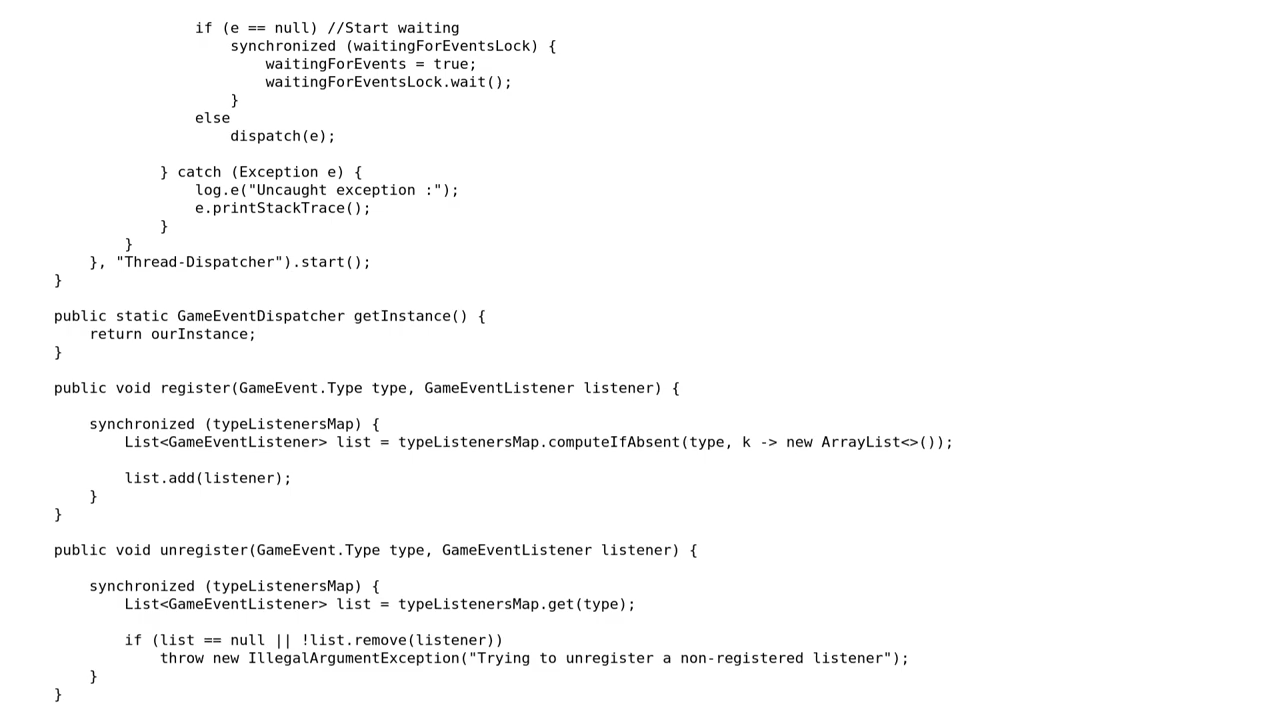 if (e == null) //Start waiting
synchronized (waitingForEventsLock) {
waitingForEvents = true;
waitingForEventsLock.wait();
}
else
dispatch(e);
} catch (Exception e) {
log.e("Uncaught exception :");
e.printStackTrace();
}
}
}, "Thread-Dispatcher").start();
}
public static GameEventDispatcher getInstance() {
return ourInstance;
}
public void register(GameEvent.Type type, GameEventListener listener) {
synchronized (typeListenersMap) {
List<GameEventListener> list = typeListenersMap.computeIfAbsent(type, k -> new ArrayList<>());
list.add(listener);
}
}
public void unregister(GameEvent.Type type, GameEventListener listener) {
synchronized (typeListenersMap) {
List<GameEventListener> list = typeListenersMap.get(type);
if (list == null || !list.remove(listener))
throw new IllegalArgumentException("Trying to unregister a non-registered listener");
}
}